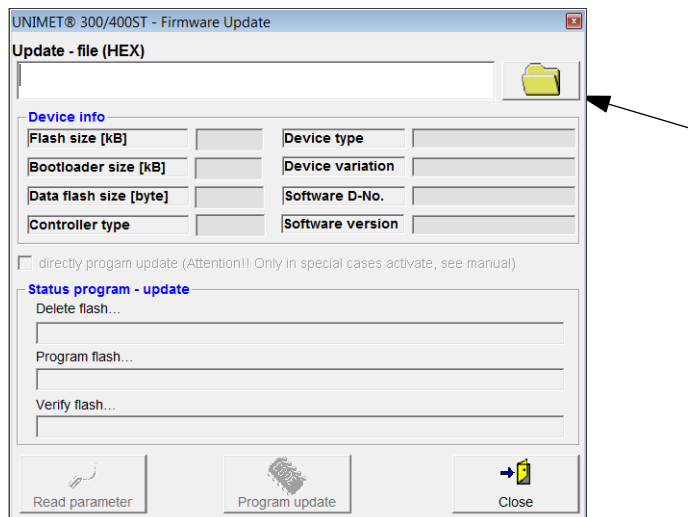 UNIMET® 300/400ST - Firmware Update
Update - file (HEX)
Device info
Flash size [kB] Device type
Bootloader size [kB] Device variation
Data flash size [byte] Software D-No.
Controller type Software version
directly progam update (Attention!! Only in special cases activate, see manual)
Status program - update
Delete flash...
Program flash...
Verify flash...
Read parameter Program update Close